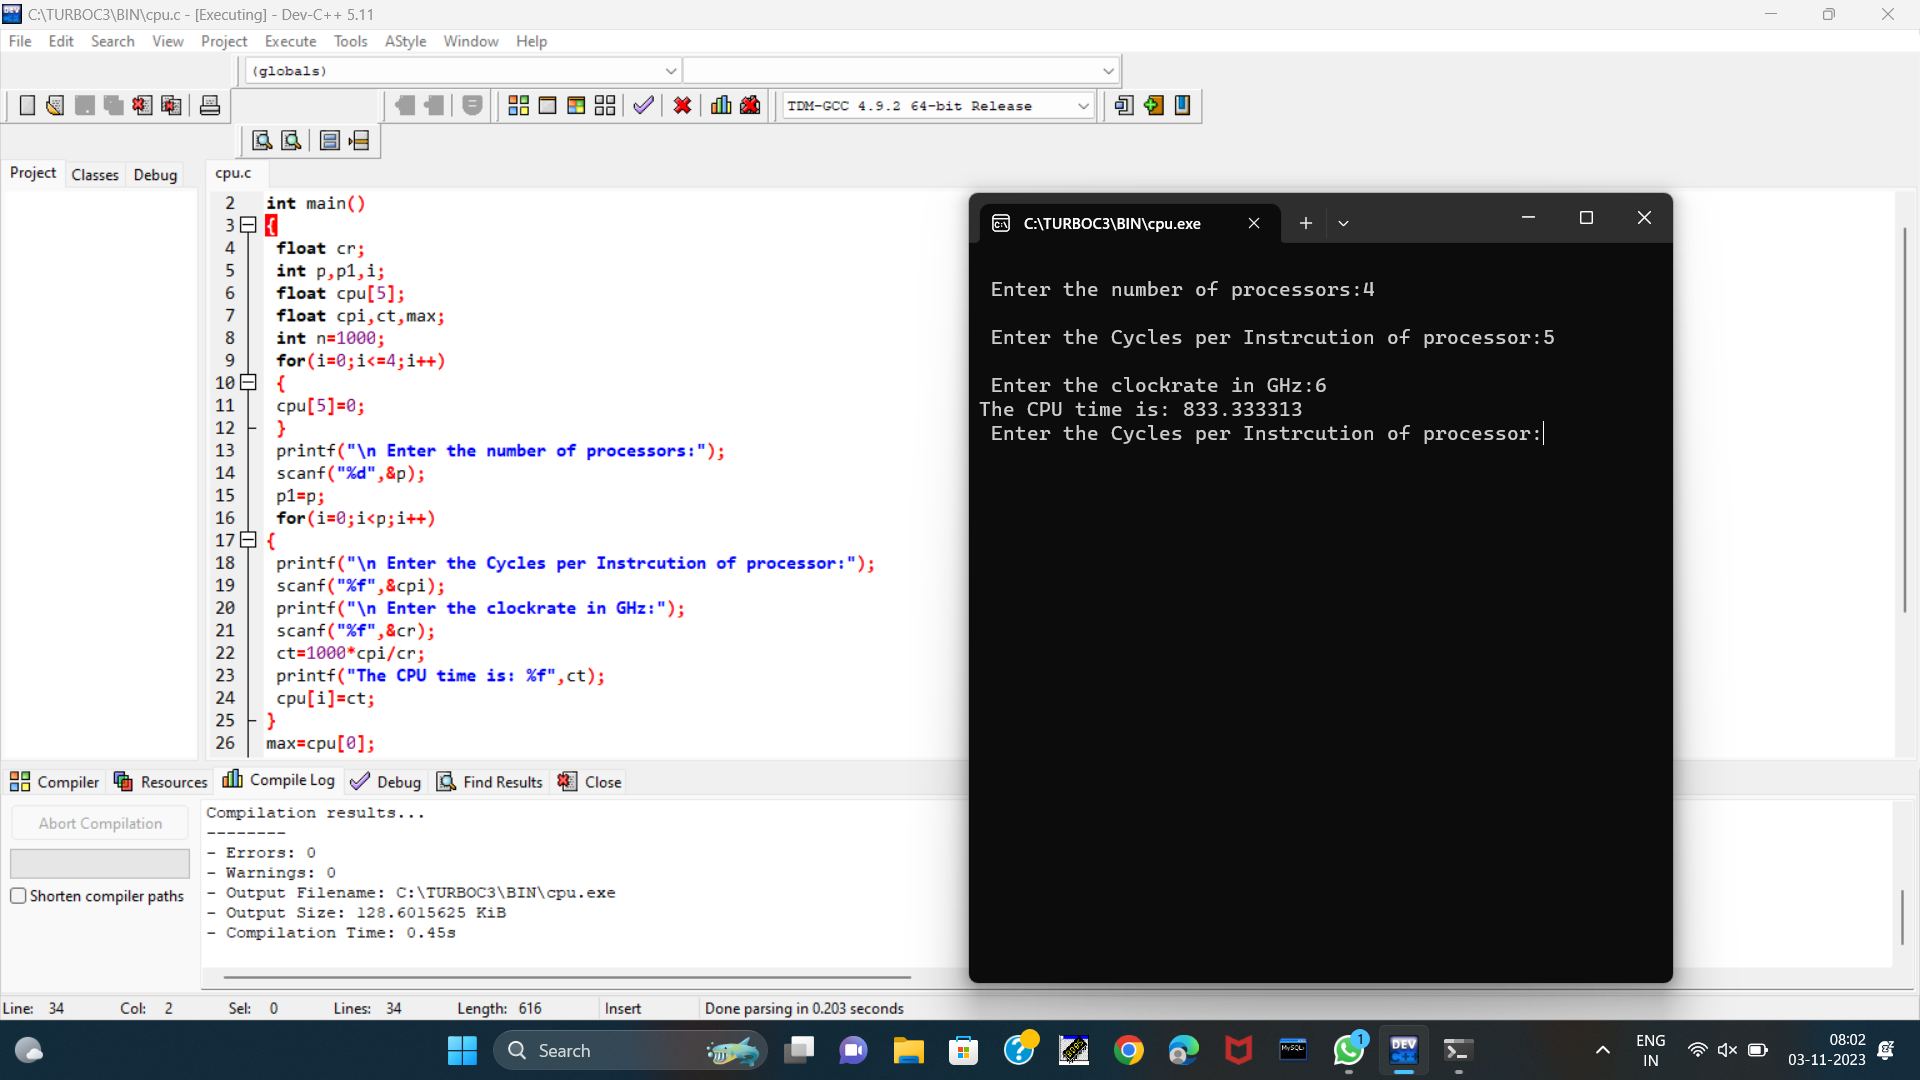 C:\TURBOC3\BIN\cpu.c - [Executing] - Dev-C++ 5.11
File Edit Search View Project Execute Tools AStyle Window Help
(globals)
TDM-GCC 4.9.2 64-bit Release
Project Classes Debug
cpu.c
2 int main()
3 {
4 float cr;
5 int p,p1,i;
6 float cpu[5];
7 float cpi,ct,max;
8 int n=1000;
9 for(i=0;i<=4;i++)
10 {
11 cpu[5]=0;
12 }
13 printf("\n Enter the number of processors:");
14 scanf("%d",&p);
15 p1=p;
16 for(i=0;i<p;i++)
17 {
18 printf("\n Enter the Cycles per Instrcution of processor:");
19 scanf("%f",&cpi);
20 printf("\n Enter the clockrate in GHz:");
21 scanf("%f",&cr);
22 ct=1000*cpi/cr;
23 printf("The CPU time is: %f",ct);
24 cpu[i]=ct;
25 }
26 max=cpu[0];
C:\TURBOC3\BIN\cpu.exe
Enter the number of processors:4
Enter the Cycles per Instrcution of processor:5
Enter the clockrate in GHz:6
The CPU time is: 833.333313
Enter the Cycles per Instrcution of processor:
Compiler Resources Compile Log Debug Find Results Close
Abort Compilation
Shorten compiler paths
Compilation results...
--------
- Errors: 0
- Warnings: 0
- Output Filename: C:\TURBOC3\BIN\cpu.exe
- Output Size: 128.6015625 KiB
- Compilation Time: 0.45s
Line: 34 Col: 2 Sel: 0 Lines: 34 Length: 616 Insert Done parsing in 0.203 seconds
Search
MySQL
1
DEV C++
ENG
IN
08:02
03-11-2023